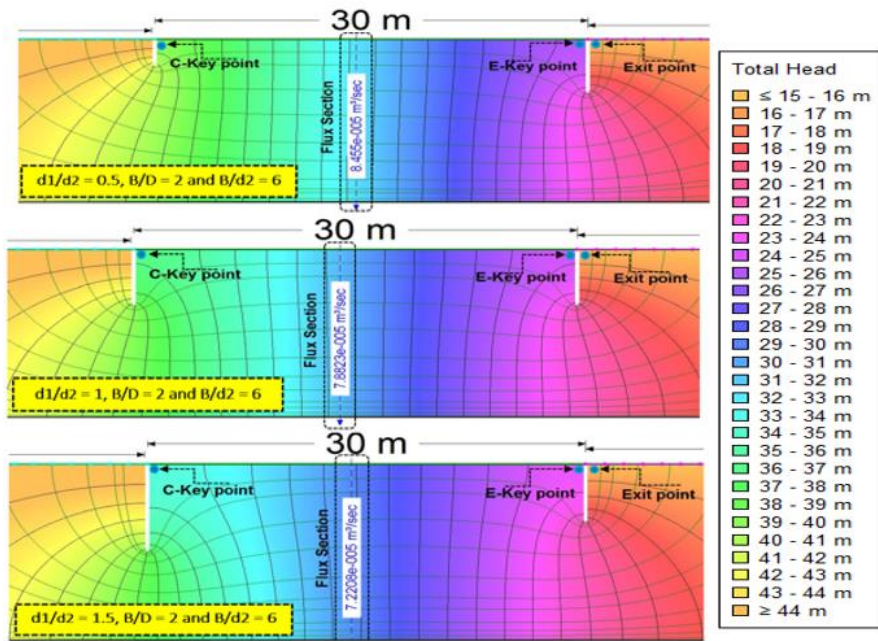 30 m
C-Key point
E-Key point
Exit point
Flux Section
8.455e-005 m³/sec
d1/d2 = 0.5, B/D = 2 and B/d2 = 6
30 m
C-Key point
E-Key point
Exit point
Flux Section
7.8823e-005 m³/sec
d1/d2 = 1, B/D = 2 and B/d2 = 6
30 m
C-Key point
E-Key point
Exit point
Flux Section
7.2208e-005 m³/sec
d1/d2 = 1.5, B/D = 2 and B/d2 = 6
Total Head
≤ 15 - 16 m
16 - 17 m
17 - 18 m
18 - 19 m
19 - 20 m
20 - 21 m
21 - 22 m
22 - 23 m
23 - 24 m
24 - 25 m
25 - 26 m
26 - 27 m
27 - 28 m
28 - 29 m
29 - 30 m
30 - 31 m
31 - 32 m
32 - 33 m
33 - 34 m
34 - 35 m
35 - 36 m
36 - 37 m
37 - 38 m
38 - 39 m
39 - 40 m
40 - 41 m
41 - 42 m
42 - 43 m
43 - 44 m
≥ 44 m